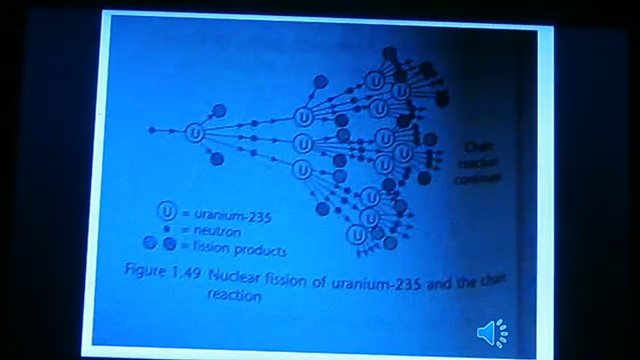 U
U
U
U
U
U
U
U
U
U
U
U
U
Chain
reaction
continues
U = uranium-235
= neutron
= fission products
Figure 1.49 Nuclear fission of uranium-235 and the chain
reaction